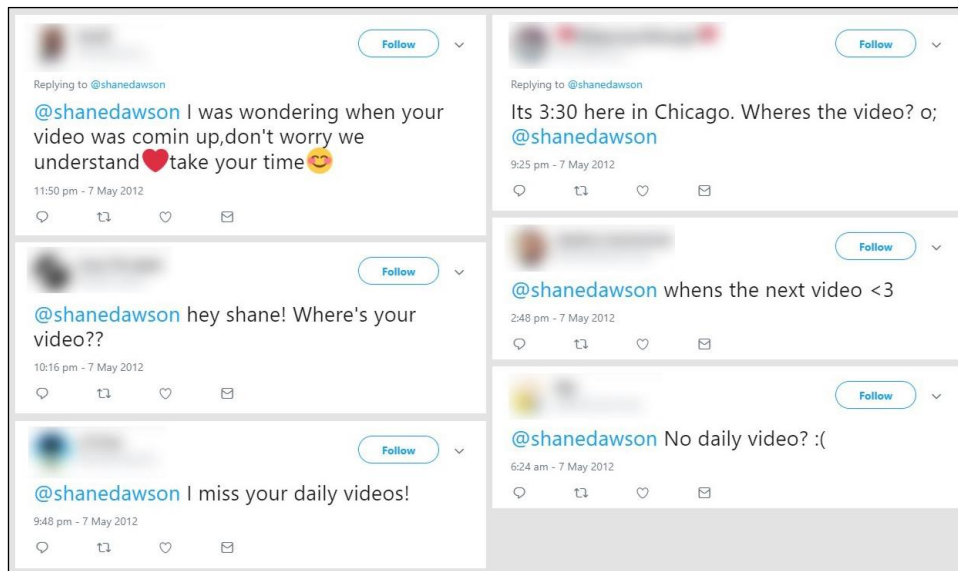 Follow
Replying to @shanedawson
@shanedawson I was wondering when your
video was comin up,don't worry we
understand❤take your time😊
11:50 pm - 7 May 2012
Follow
@shanedawson hey shane! Where's your
video??
10:16 pm - 7 May 2012
Follow
@shanedawson I miss your daily videos!
9:48 pm - 7 May 2012
Follow
Replying to @shanedawson
Its 3:30 here in Chicago. Wheres the video? o;
@shanedawson
9:25 pm - 7 May 2012
Follow
@shanedawson whens the next video <3
2:48 pm - 7 May 2012
Follow
@shanedawson No daily video? :(
6:24 am - 7 May 2012